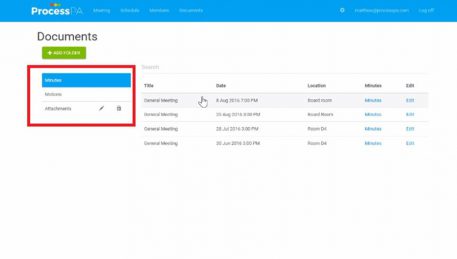 ProcessPA Meeting Schedule Members Documents matthew@processpa.com Log off
Documents
+ ADD FOLDER
Search
Minutes
Motions
Attachments
Title Date Location Minutes Edit
General Meeting 8 Aug 2016 7:00 PM Board room Minutes Edit
General Meeting 25 Aug 2016 3:00 PM Board Room Minutes Edit
General Meeting 28 Jul 2016 3:00 PM Room D4 Minutes Edit
General Meeting 30 Jun 2016 3:00 PM Room D4 Minutes Edit